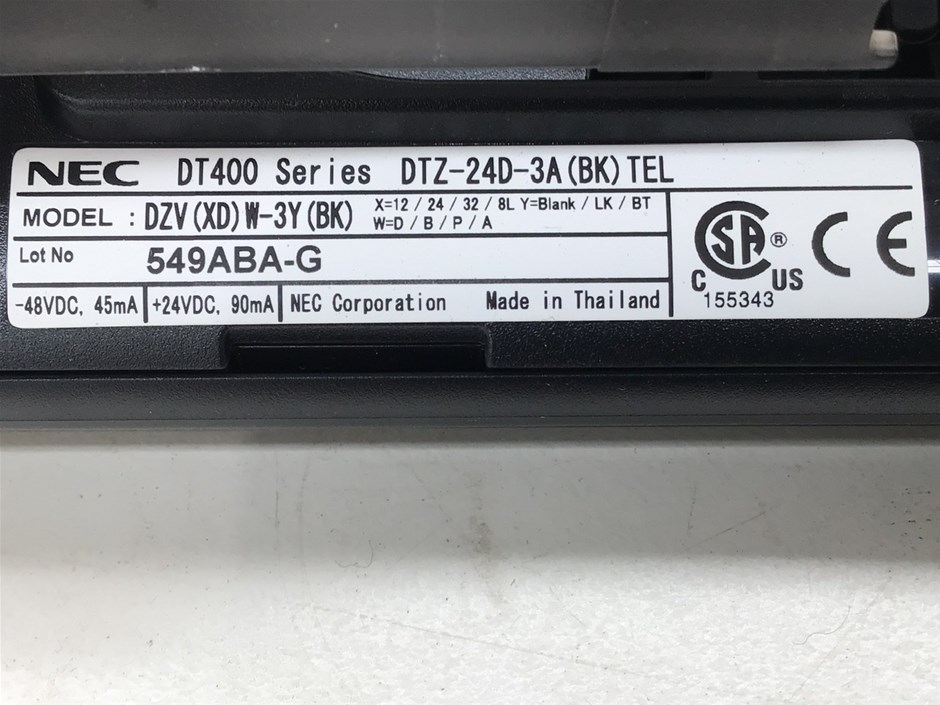 NEC DT400 Series DTZ-24D-3A(BK)TEL
MODEL : DZV(XD)W-3Y(BK) X=12/24/32/8L Y=Blank/LK/BT
W=D/B/P/A
Lot No 549ABA-G
-48VDC, 45mA +24VDC, 90mA NEC Corporation Made in Thailand
CSA ®
C US
155343
CE